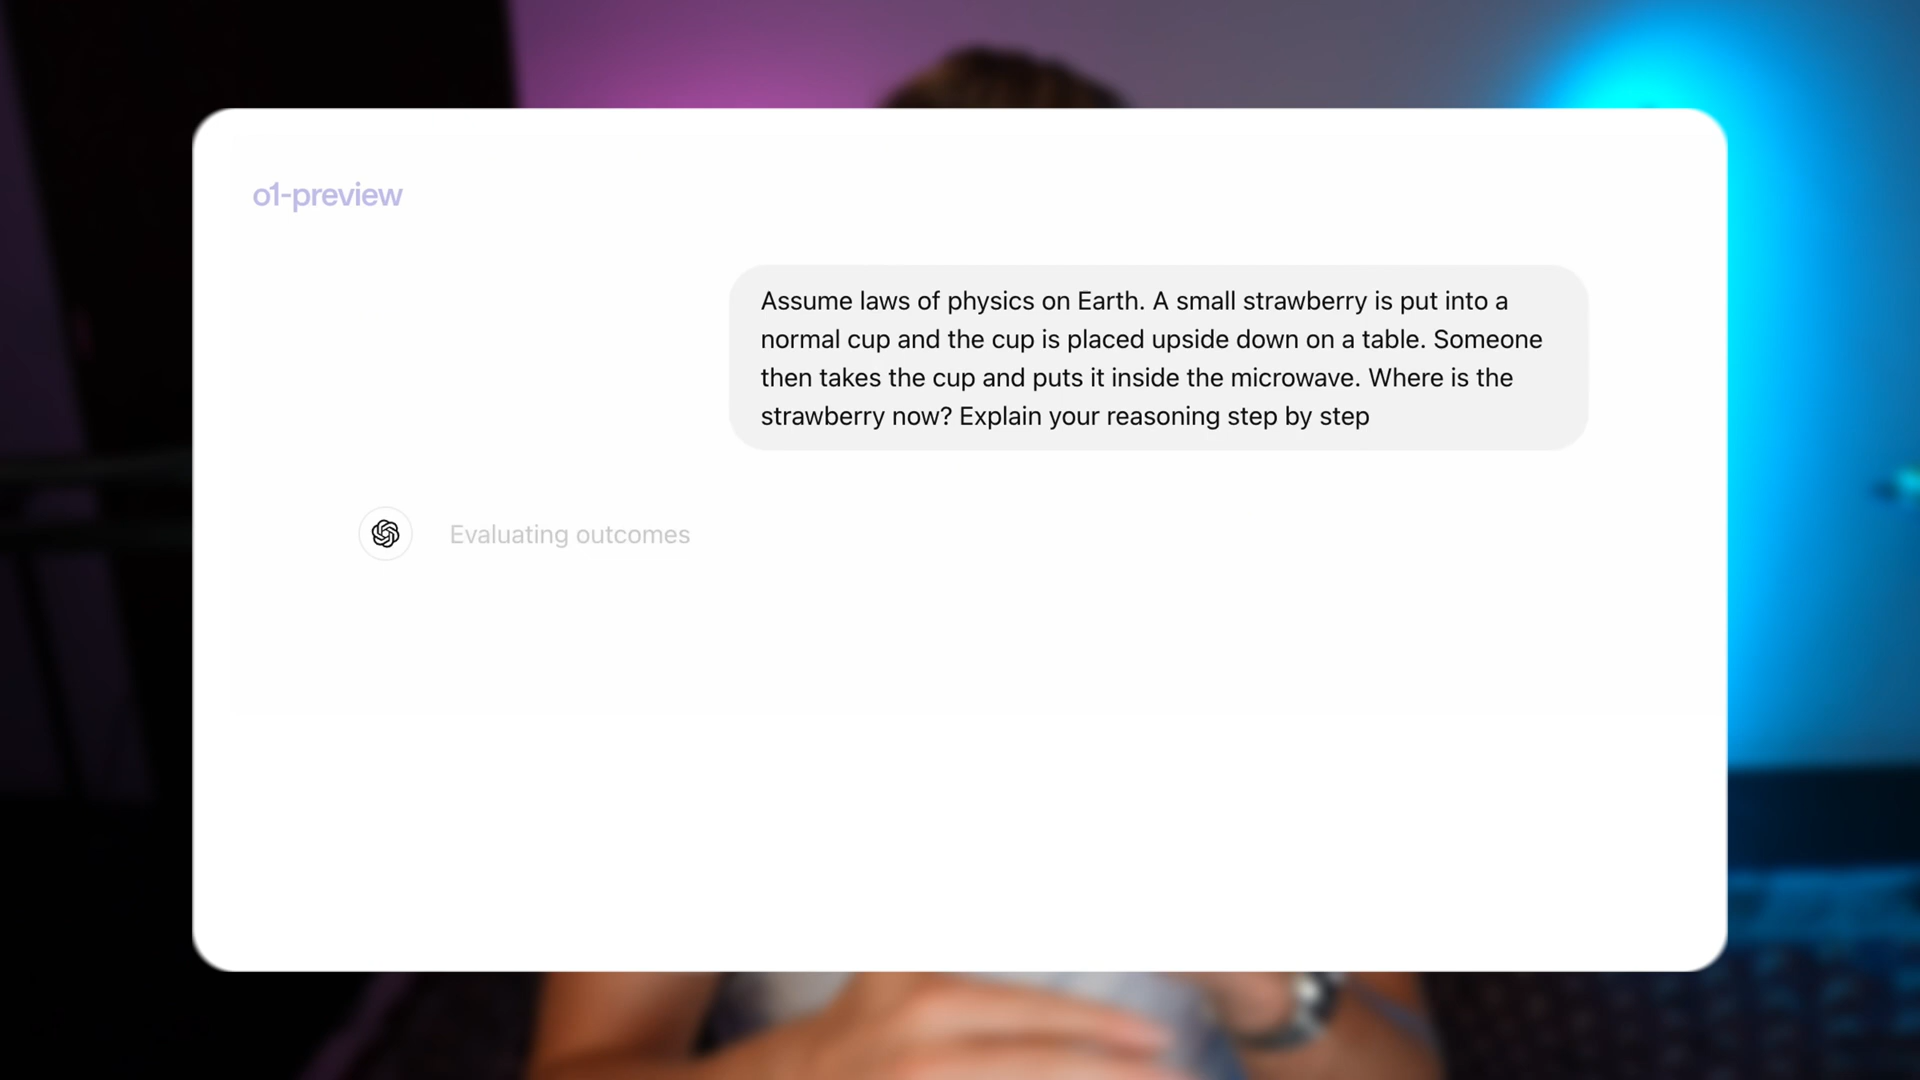 o1-preview
Assume laws of physics on Earth. A small strawberry is put into a
normal cup and the cup is placed upside down on a table. Someone
then takes the cup and puts it inside the microwave. Where is the
strawberry now? Explain your reasoning step by step
Evaluating outcomes